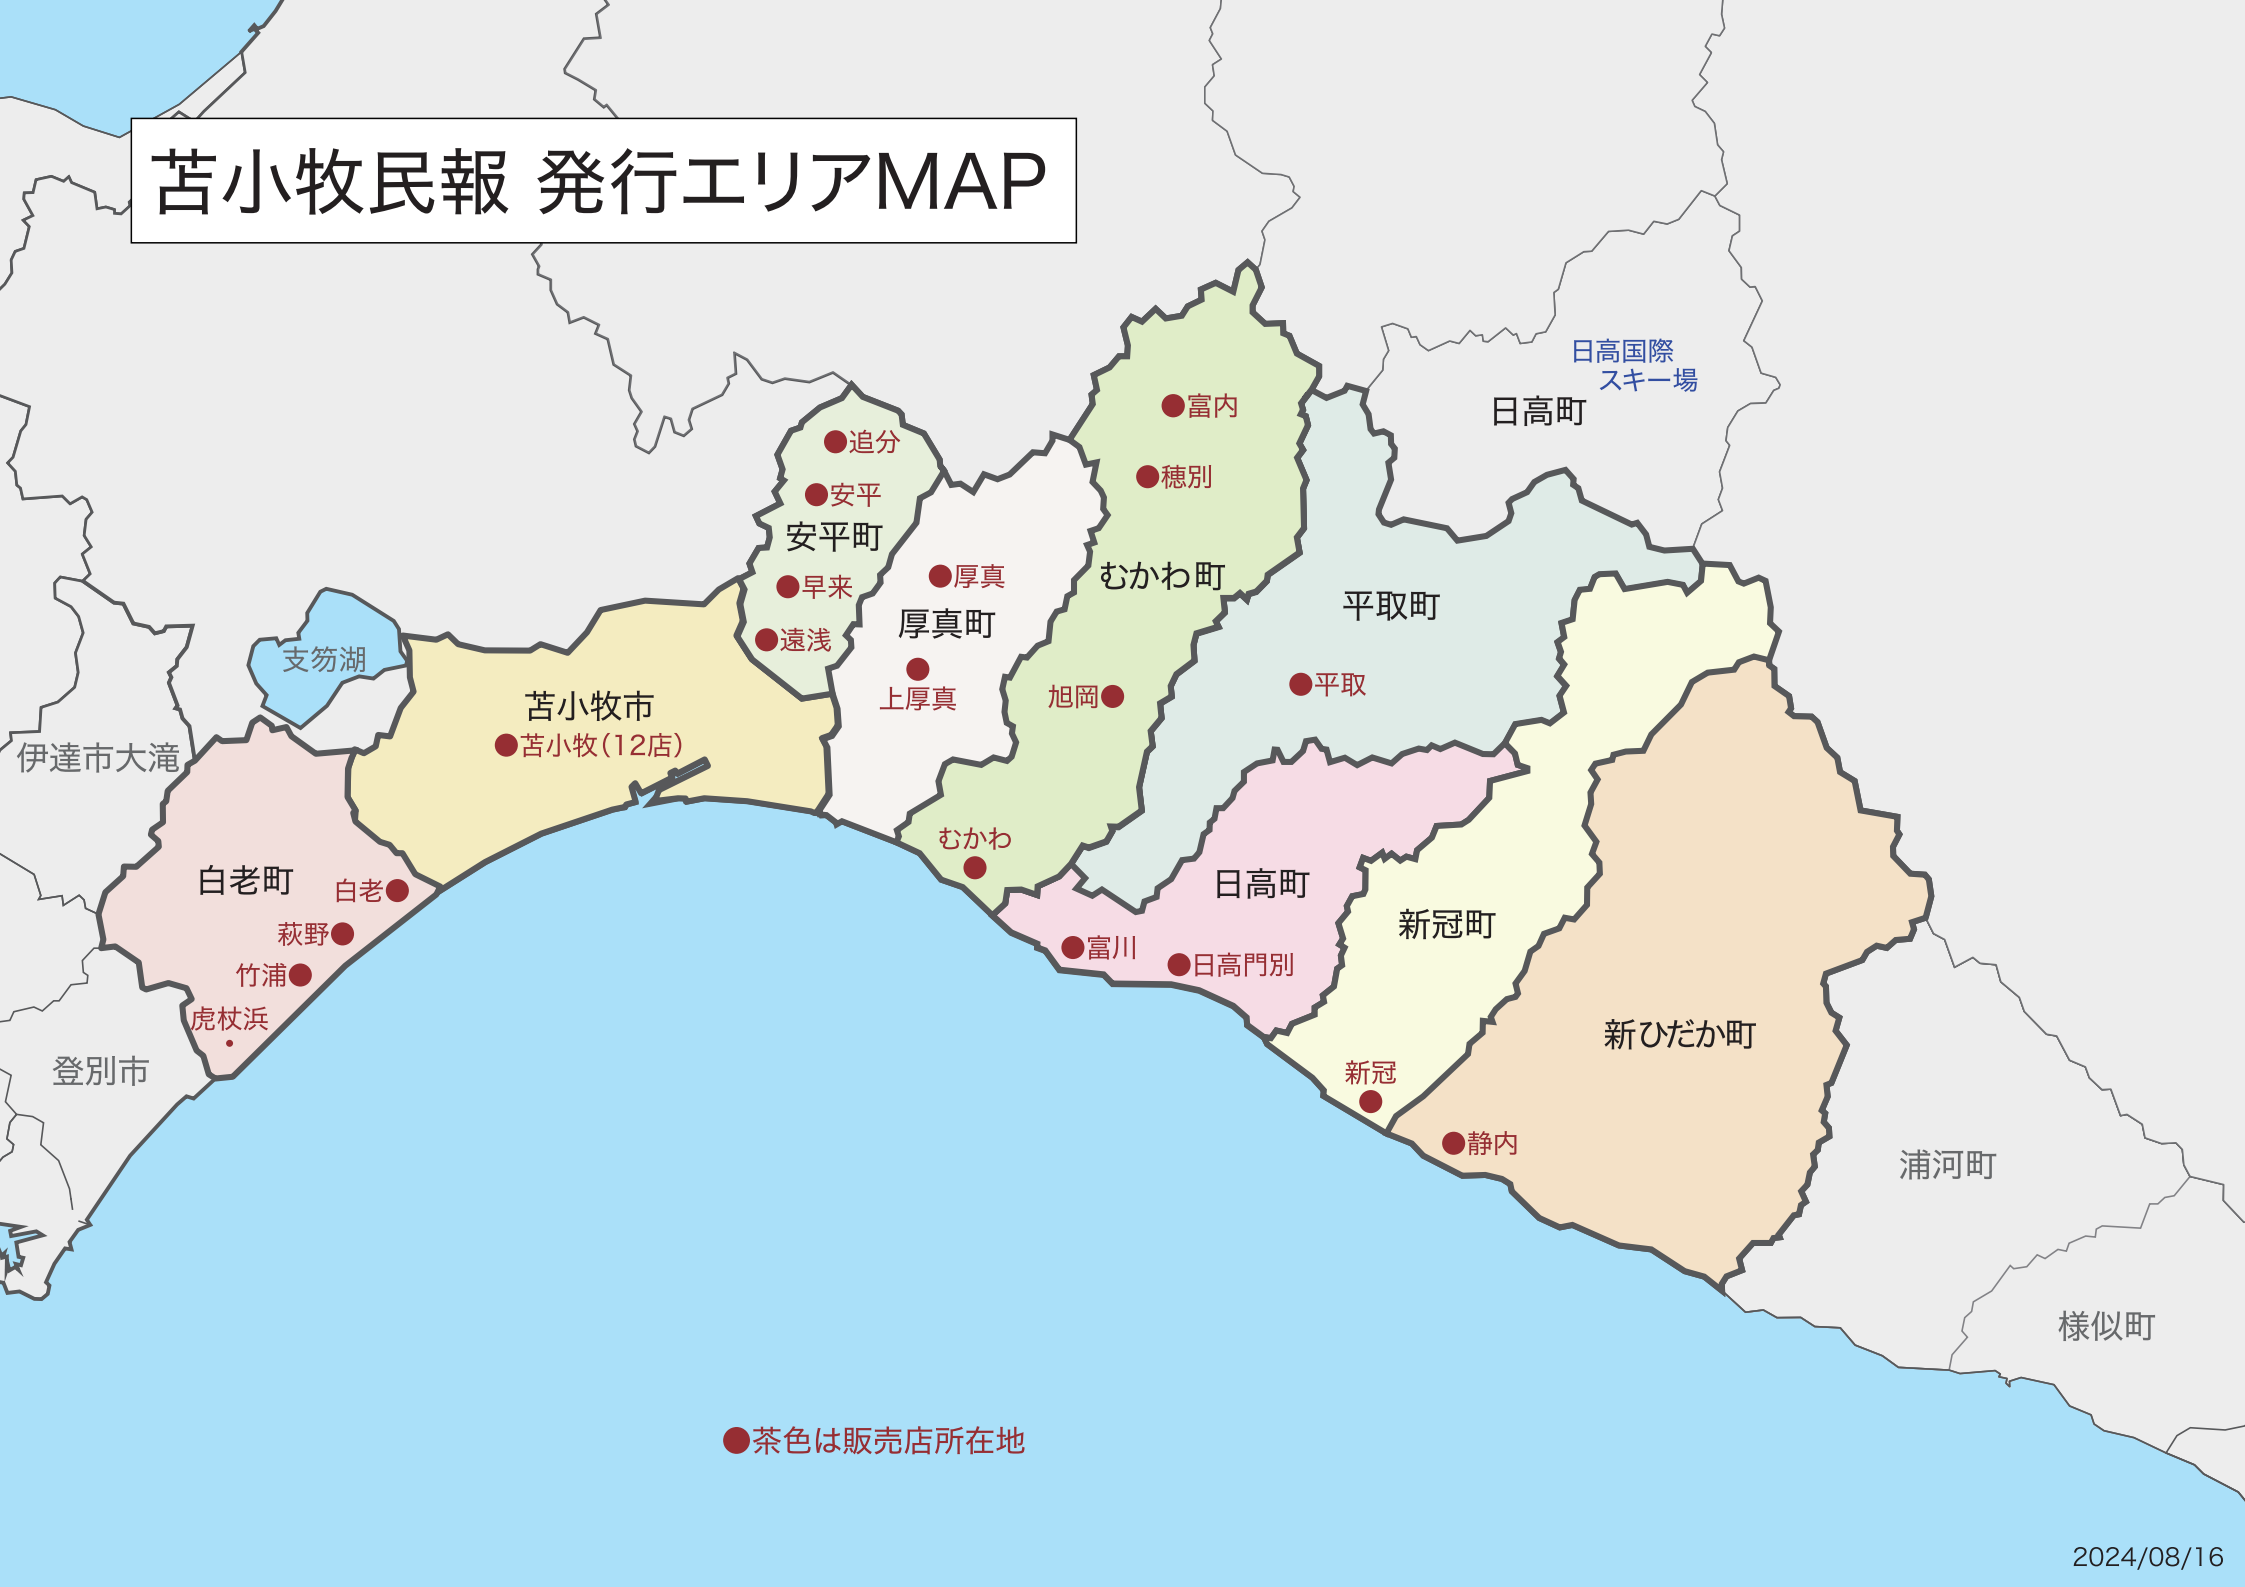 苫小牧民報 発行エリアMAP
日高国際
スキー場
日高町
富内
追分
穂別
安平
安平町
厚真
むかわ町
早来
平取町
厚真町
遠浅
支笏湖
平取
上厚真
旭岡
苫小牧市
苫小牧(12店)
伊達市大滝
むかわ
白老町
白老
日高町
新冠町
萩野
富川
日高門別
竹浦
虎杖浜
新ひだか町
登別市
新冠
静内
浦河町
様似町
茶色は販売店所在地
2024/08/16